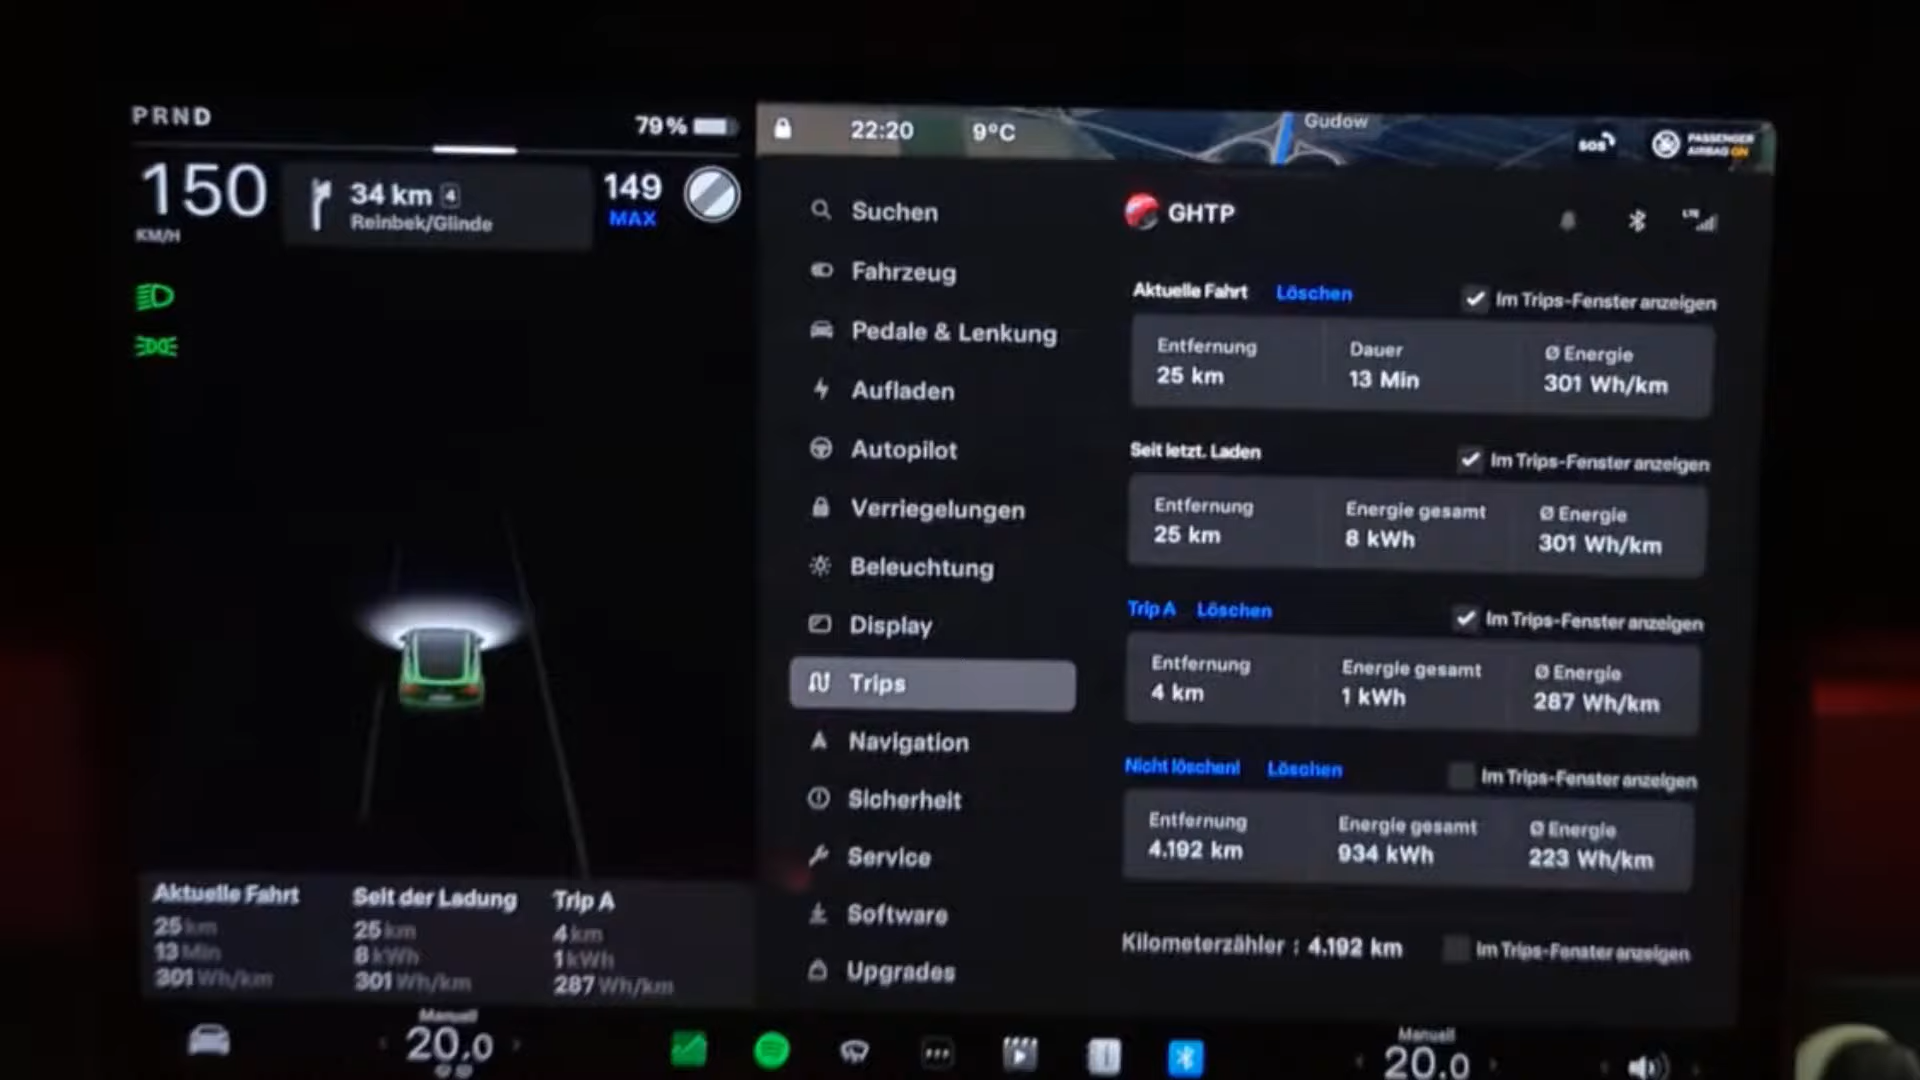 PRND
79 %
150
KM/H
34 km 4
Reinbek/Glinde
149
MAX
22:20
9°C
Gudow
SOS
PASSENGER
AIRBAG ON
Suchen
Fahrzeug
Pedale & Lenkung
Aufladen
Autopilot
Verriegelungen
Beleuchtung
Display
Trips
Navigation
Sicherheit
Service
Software
Upgrades
GHTP
LTE
Aktuelle Fahrt Löschen Im Trips-Fenster anzeigen
Entfernung Dauer Ø Energie
25 km 13 Min 301 Wh/km
Seit letzt. Laden Im Trips-Fenster anzeigen
Entfernung Energie gesamt Ø Energie
25 km 8 kWh 301 Wh/km
Trip A Löschen Im Trips-Fenster anzeigen
Entfernung Energie gesamt Ø Energie
4 km 1 kWh 287 Wh/km
Nicht löschen! Löschen Im Trips-Fenster anzeigen
Entfernung Energie gesamt Ø Energie
4.192 km 934 kWh 223 Wh/km
Kilometerzähler : 4.192 km Im Trips-Fenster anzeigen
Aktuelle Fahrt Seit der Ladung Trip A
25 km 25 km 4 km
13 Min 8 kWh 1 kWh
301 Wh/km 301 Wh/km 287 Wh/km
Manuell
20.0
Manuell
20.0